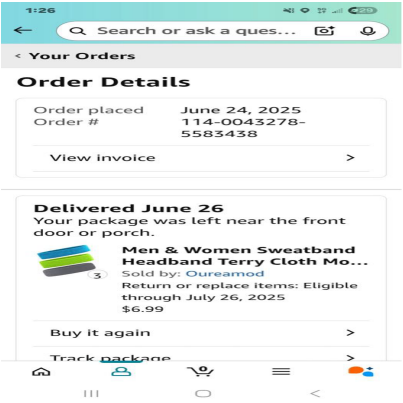 1:26
Search or ask a ques...
< Your Orders
Order Details
Order placed June 24, 2025
Order # 114-0043278-
5583438
View invoice >
Delivered June 26
Your package was left near the front
door or porch.
Men & Women Sweatband
Headband Terry Cloth Mo...
3
Sold by: Oureamod
Return or replace items: Eligible
through July 26, 2025
$6.99
Buy it again >
Track package >
0